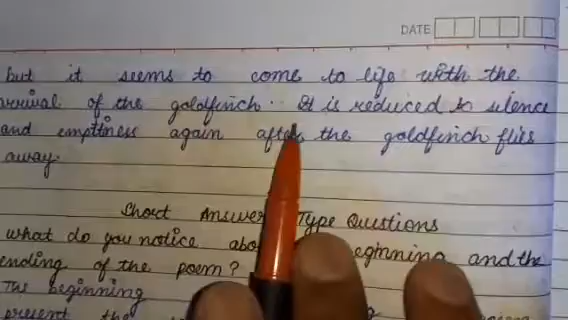 DATE
but it seems to come to life with the
arrival of the goldfinch. It is reduced to silence
and emptiness again after the goldfinch flies
away.
Short Answer Type Questions
what do you notice beginning and the
ending of the poem?
The beginning
present the